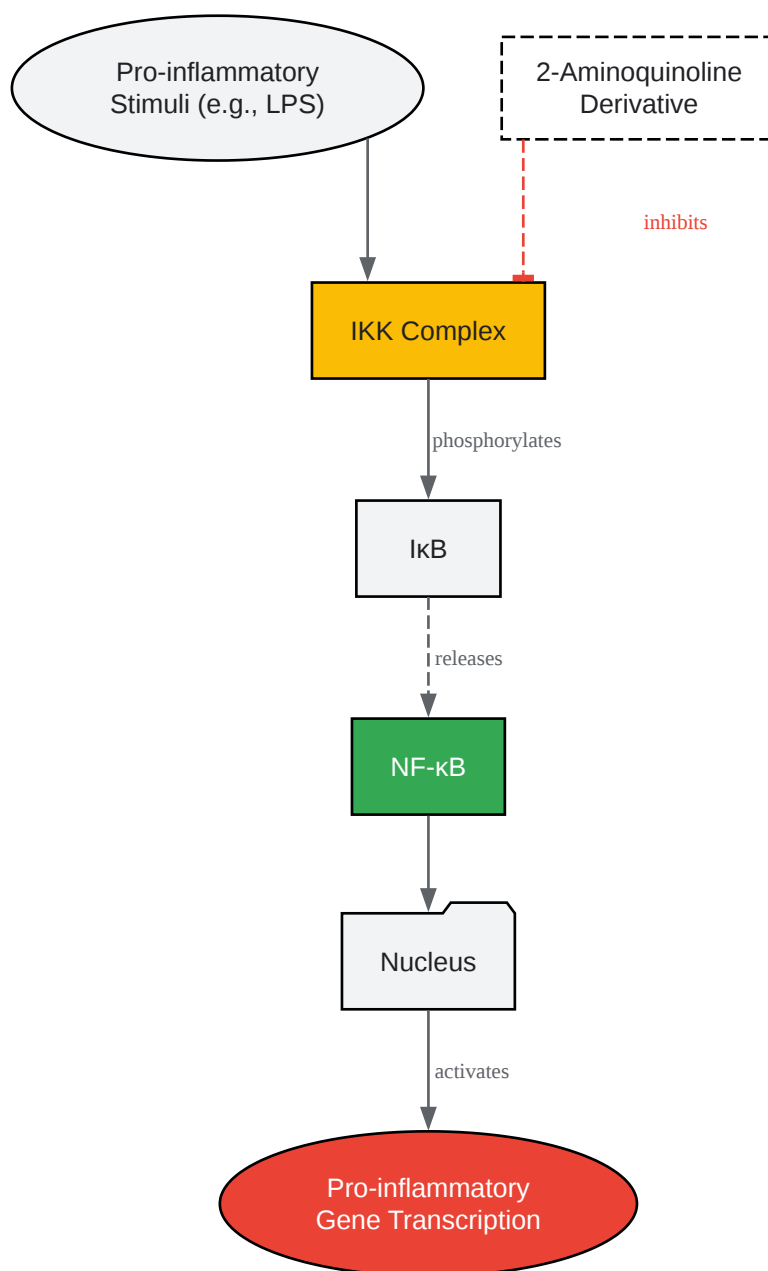 Pro-inflammatory
Stimuli (e.g., LPS)
2-Aminoquinoline
Derivative
inhibits
IKK Complex
phosphorylates
IκB
releases
NF-κB
Nucleus
activates
Pro-inflammatory
Gene Transcription